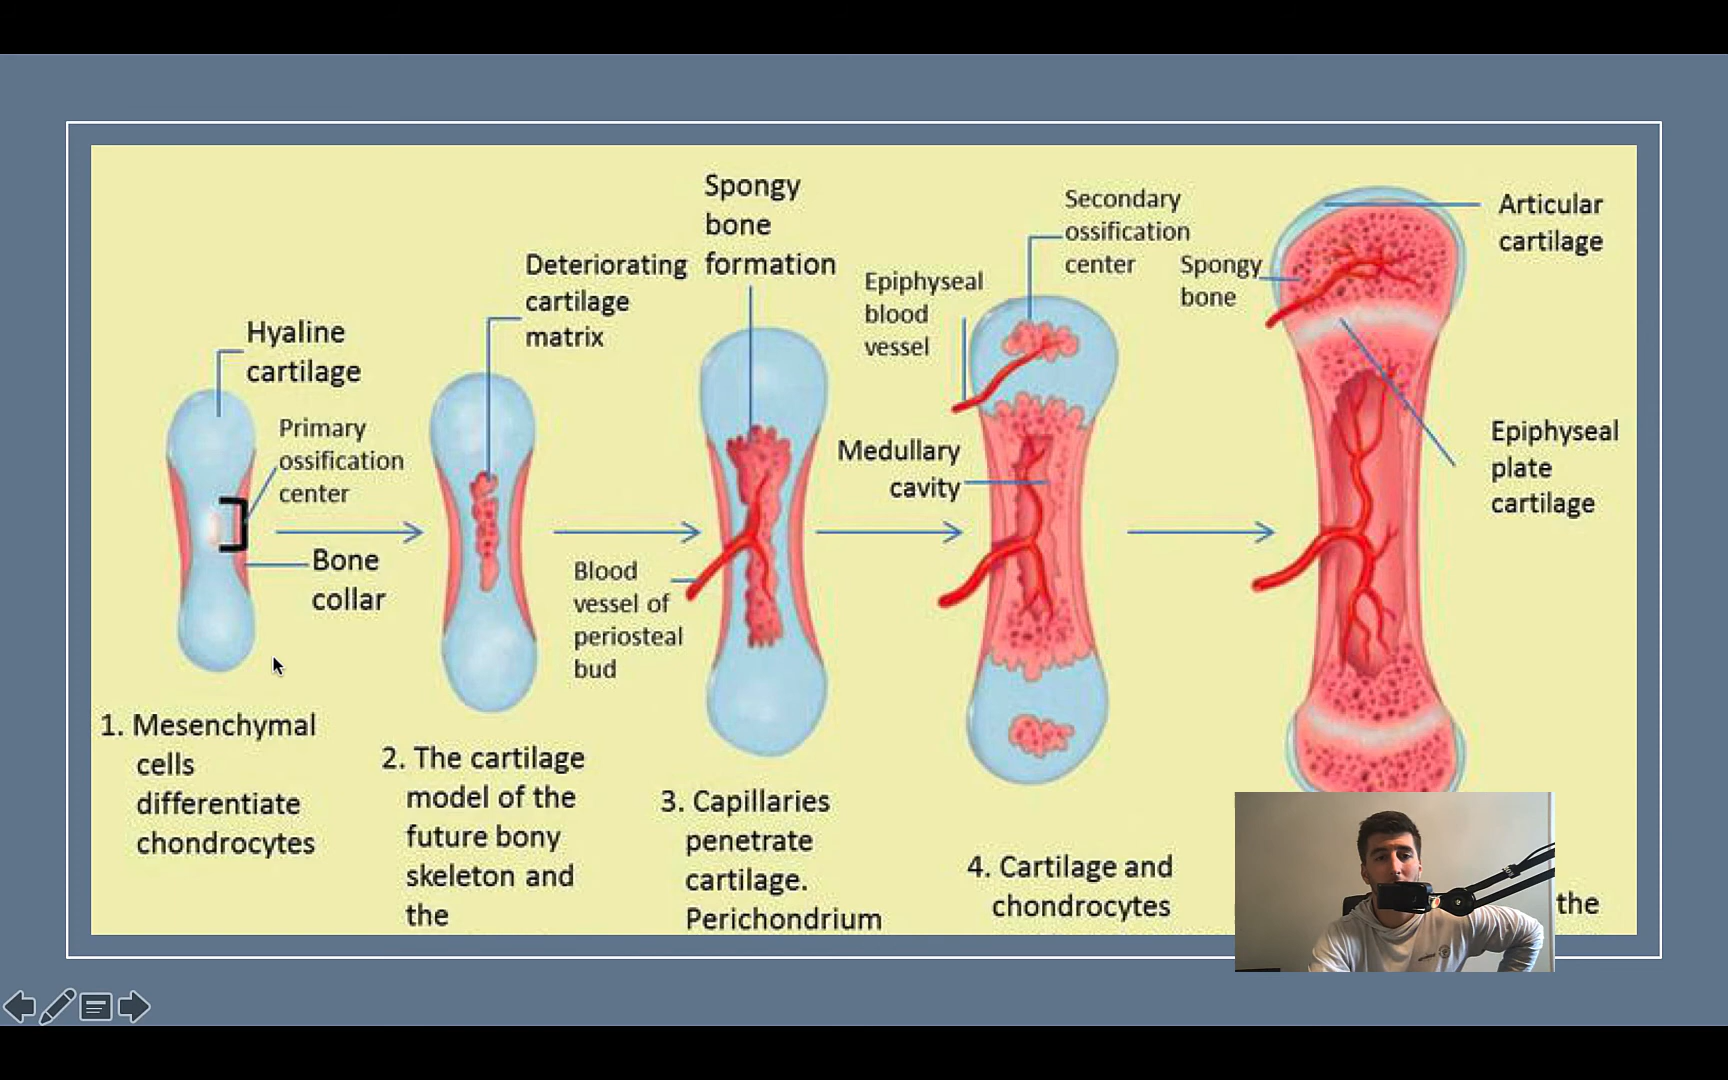 Hyaline
cartilage
Primary
ossification
center
Bone
collar
1. Mesenchymal
cells
differentiate
chondrocytes
Deteriorating
cartilage
matrix
2. The cartilage
model of the
future bony
skeleton and
the
Spongy
bone
formation
Blood
vessel of
periosteal
bud
3. Capillaries
penetrate
cartilage.
Perichondrium
Secondary
ossification
center
Epiphyseal
blood
vessel
Medullary
cavity
4. Cartilage and
chondrocytes
Spongy
bone
Articular
cartilage
Epiphyseal
plate
cartilage
the